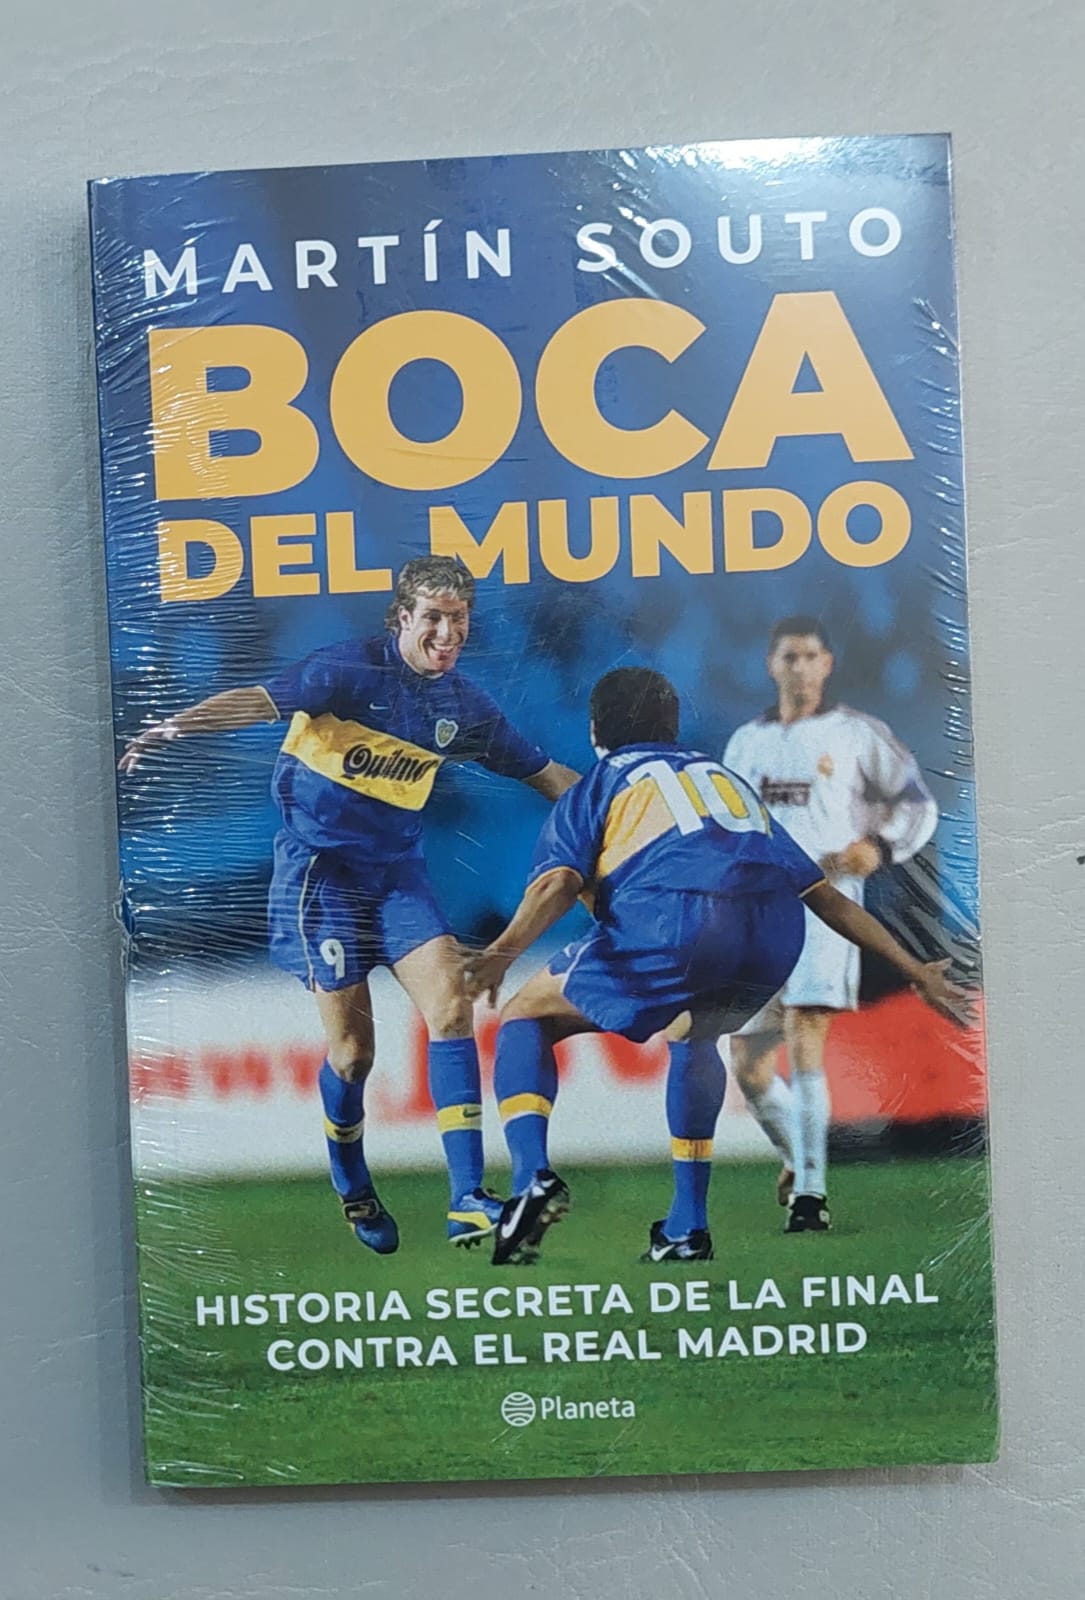 MARTÍN SOUTO
BOCA
DEL MUNDO
Quilmes
10
9
HISTORIA SECRETA DE LA FINAL
CONTRA EL REAL MADRID
Planeta